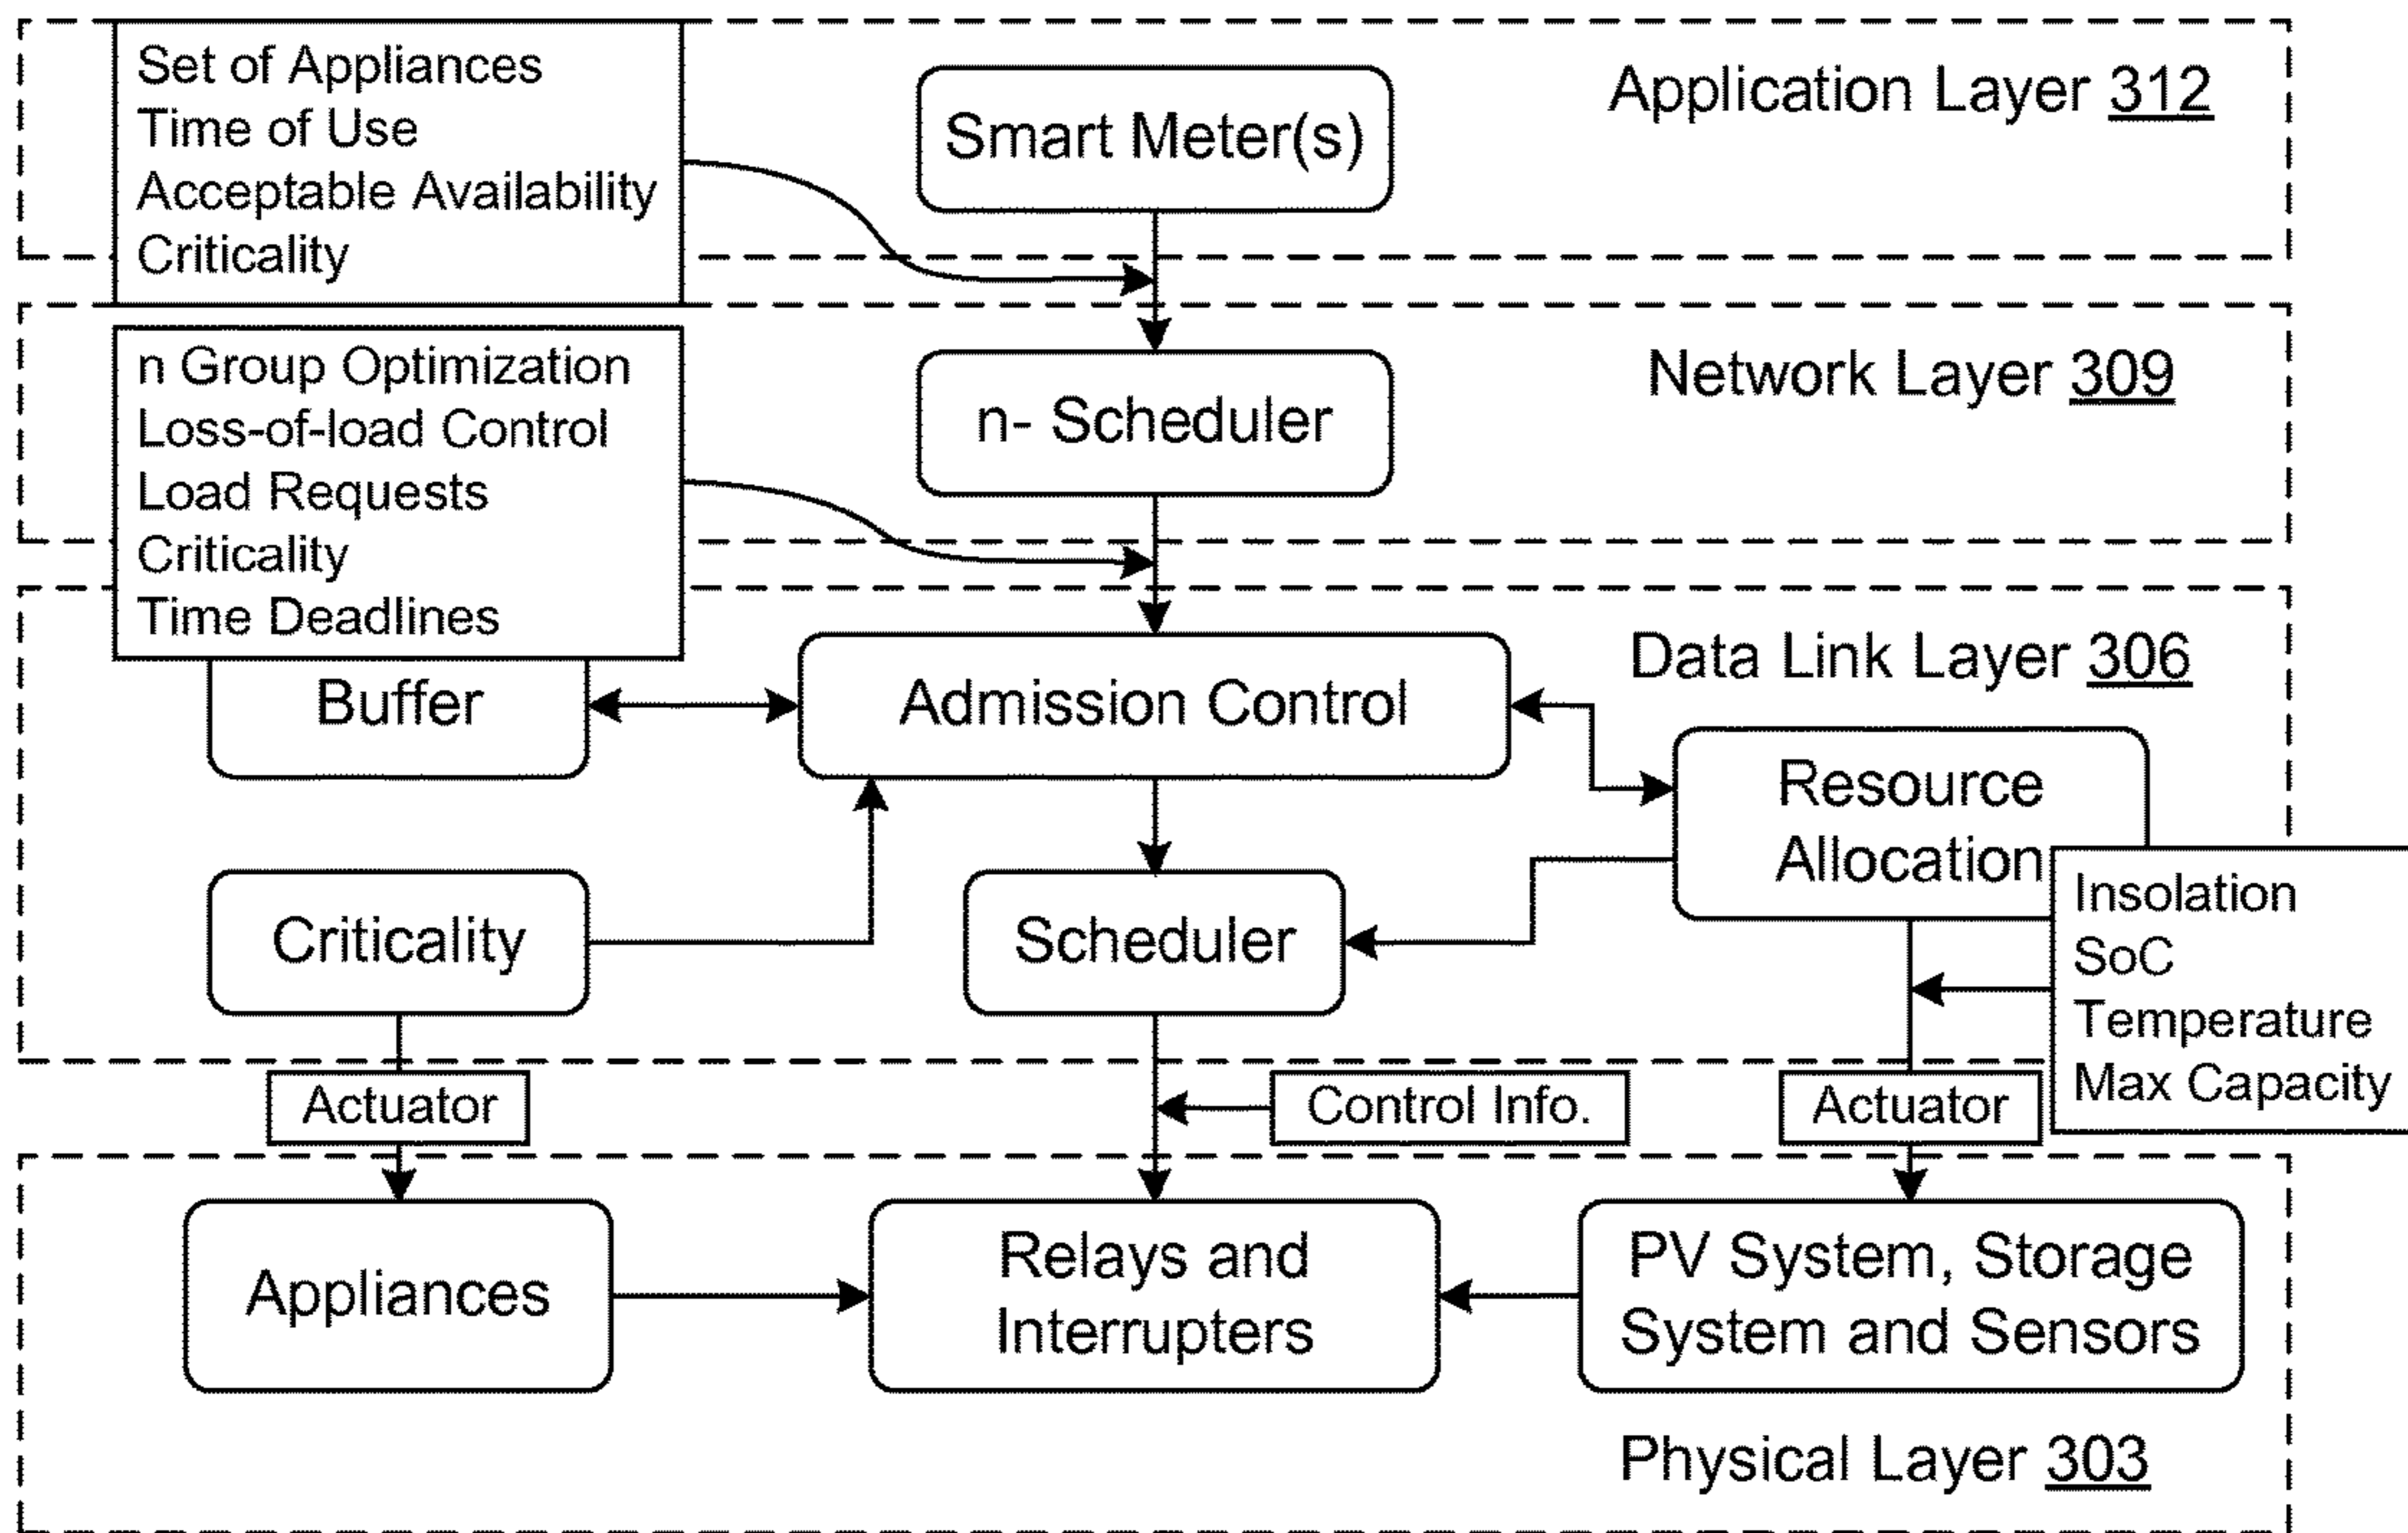 Set of Appliances
Time of Use
Acceptable Availability
Criticality
Smart Meter(s)
Application Layer 312
n Group Optimization
Loss-of-load Control
Load Requests
Criticality
Time Deadlines
n- Scheduler
Network Layer 309
Data Link Layer 306
Buffer
Admission Control
Resource
Allocation
Criticality
Scheduler
Insolation
SoC
Temperature
Max Capacity
Actuator
Control Info.
Actuator
Appliances
Relays and
Interrupters
PV System, Storage
System and Sensors
Physical Layer 303